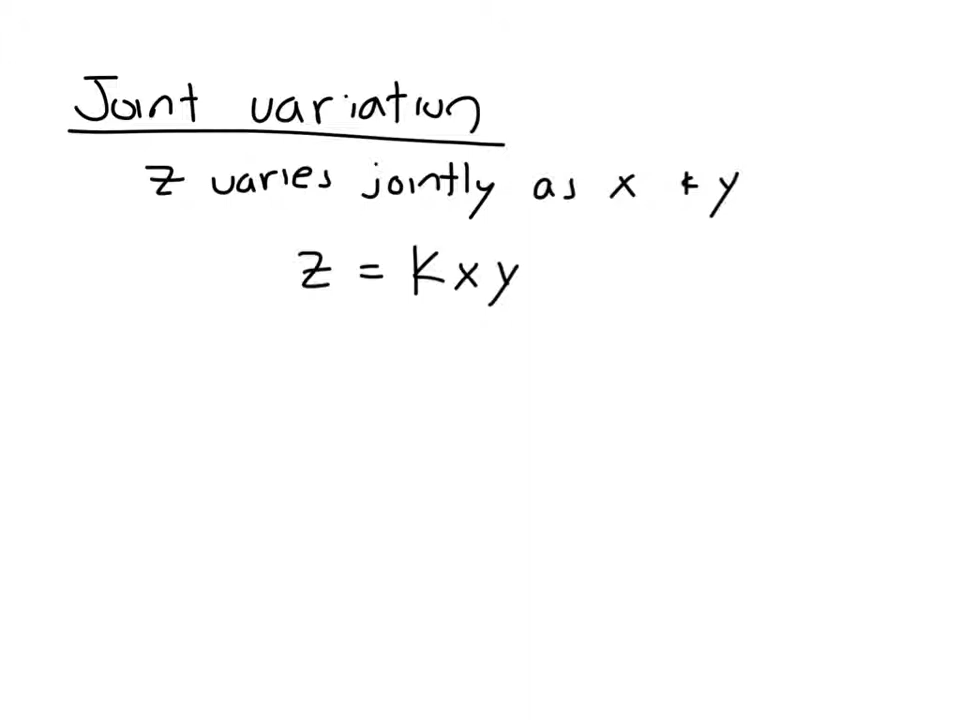 Joint variation
z varies jointly as x & y
z = kxy